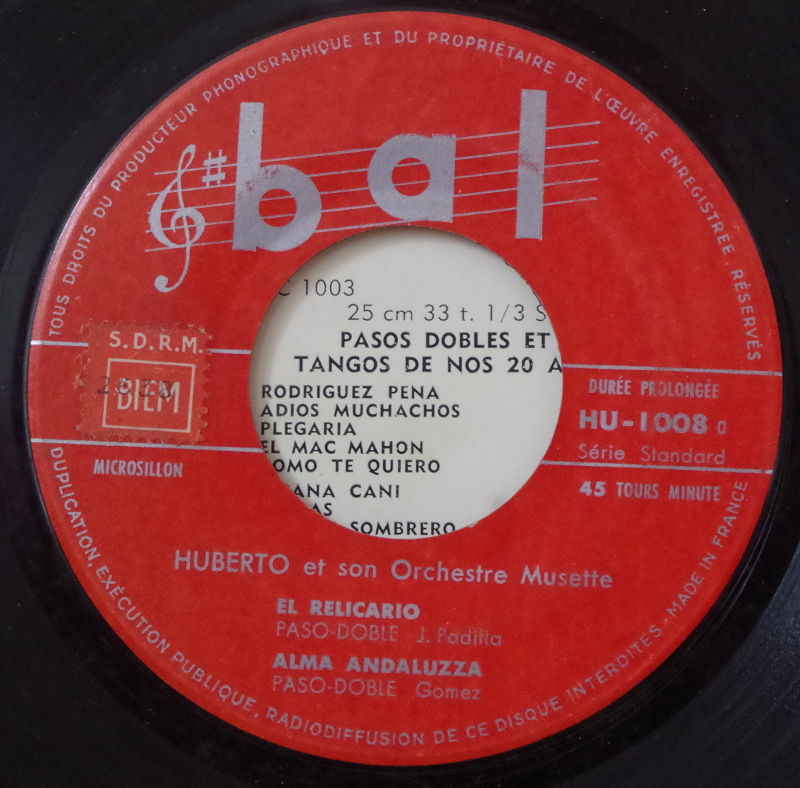 TOUS DROITS DU PRODUCTEUR PHONOGRAPHIQUE ET DU PROPRIÉTAIRE DE L'ŒUVRE ENREGISTRÉE, RÉSERVÉS
bal
C 1003
25 cm 33 t. 1/3 S
PASOS DOBLES ET
TANGOS DE NOS 20 A
RODRIGUEZ PENA
ADIOS MUCHACHOS
PLEGARIA
EL MAC MAHON
COMO TE QUIERO
ANA CANI
AS
SOMBRERO
S.D.R.M.
BIEM
MICROSILLON
DURÉE PROLONGÉE
HU-1008 a
Série Standard
45 TOURS MINUTE
HUBERTO et son Orchestre Musette
EL RELICARIO
PASO-DOBLE J. Padilla
ALMA ANDALUZZA
PASO-DOBLE Gomez
DUPLICATION, EXÉCUTION PUBLIQUE, RADIODIFFUSION DE CE DISQUE INTERDITES - MADE IN FRANCE